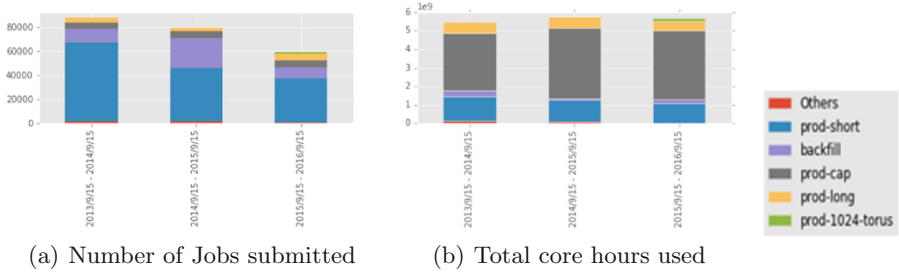 80000
60000
40000
20000
0
2013/9/15 - 2014/9/15
2014/9/15 - 2015/9/15
2015/9/15 - 2016/9/15
(a) Number of Jobs submitted
1e9
6
5
4
3
2
1
0
2013/9/15 - 2014/9/15
2014/9/15 - 2015/9/15
2015/9/15 - 2016/9/15
(b) Total core hours used
Others
prod-short
backfill
prod-cap
prod-long
prod-1024-torus